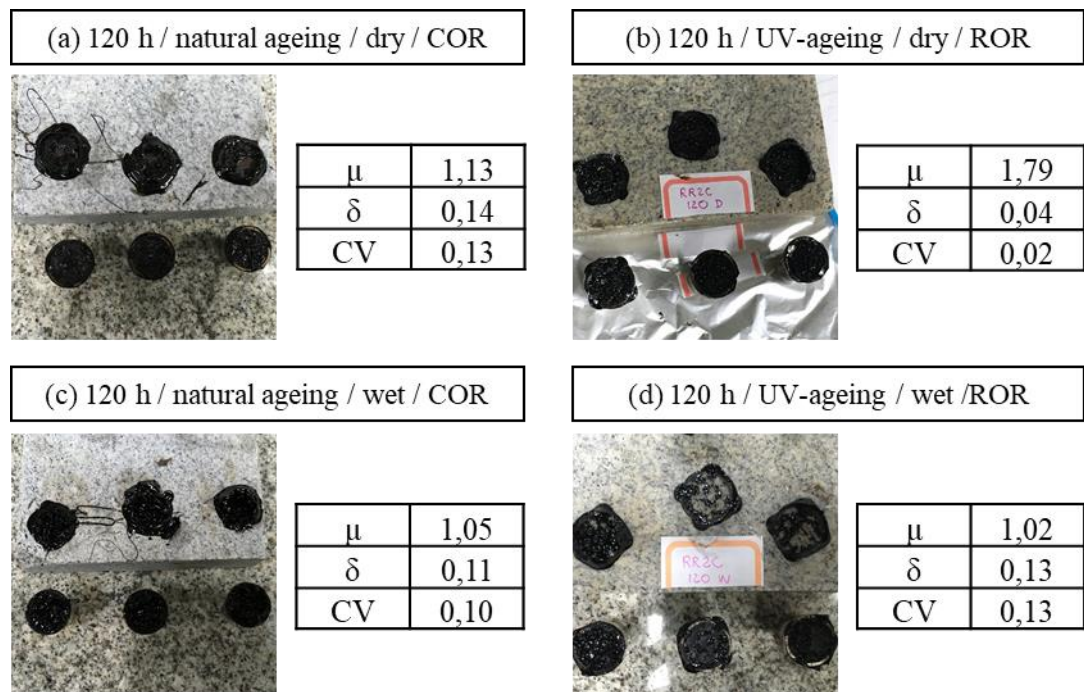 (a) 120 h / natural ageing / dry / COR
μ 1,13
δ 0,14
CV 0,13
(b) 120 h / UV-ageing / dry / ROR
RR2C
120 D
μ 1,79
δ 0,04
CV 0,02
(c) 120 h / natural ageing / wet / COR
μ 1,05
δ 0,11
CV 0,10
(d) 120 h / UV-ageing / wet /ROR
RR2C
120 W
μ 1,02
δ 0,13
CV 0,13